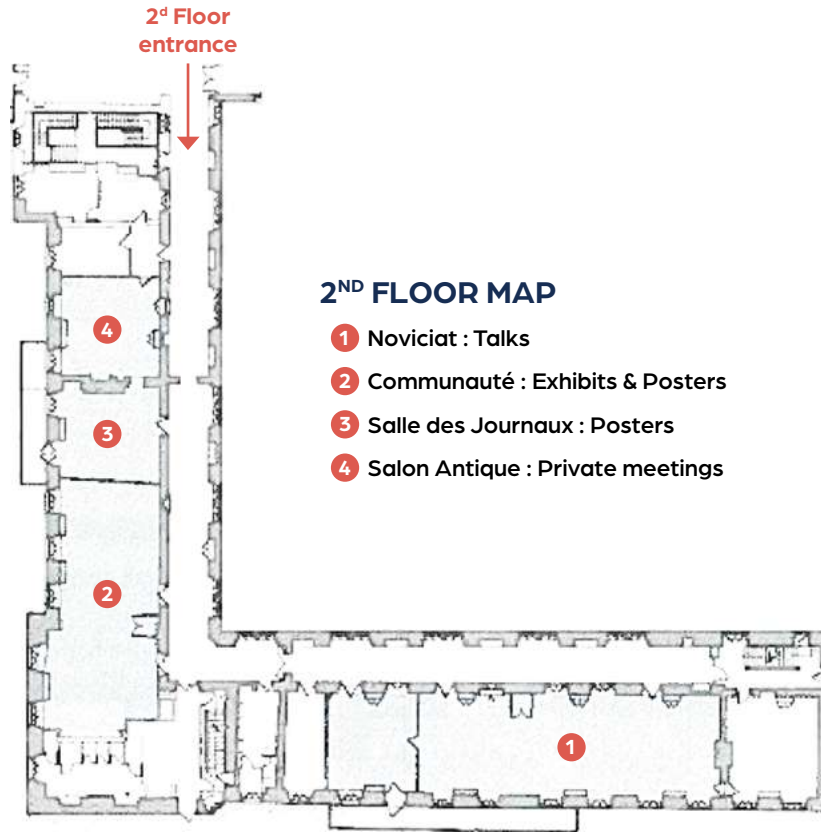 2ᵈ Floor
entrance
2ᴺᴰ FLOOR MAP
1 Noviciat : Talks
2 Communauté : Exhibits & Posters
3 Salle des Journaux : Posters
4 Salon Antique : Private meetings
4
3
2
1